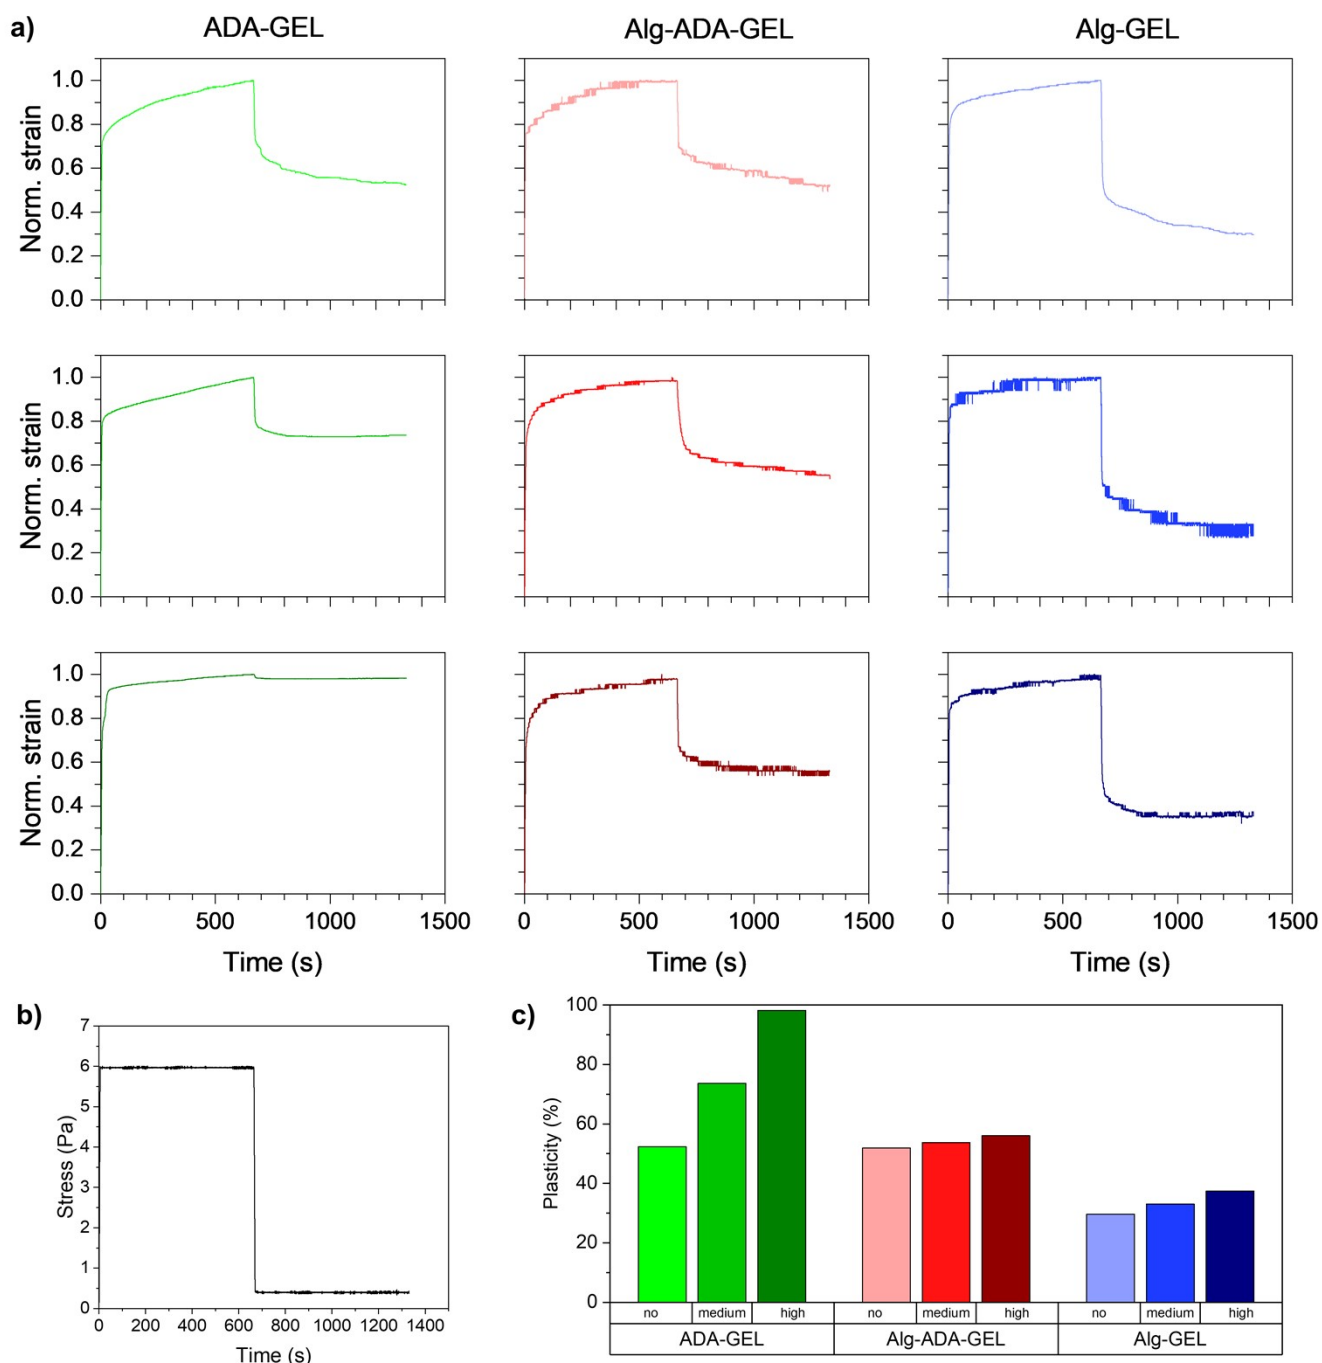 a) ADA-GEL Alg-ADA-GEL Alg-GEL
Norm. strain
1.0
0.8
0.6
0.4
0.2
0.0
Norm. strain
1.0
0.8
0.6
0.4
0.2
0.0
Norm. strain
1.0
0.8
0.6
0.4
0.2
0.0
0 500 1000 1500 0 500 1000 1500 0 500 1000 1500
Time (s) Time (s) Time (s)
b)
Stress (Pa)
7
6
5
4
3
2
1
0
0 200 400 600 800 1000 1200 1400
Time (s)
c)
Plasticity (%)
100
80
60
40
20
0
no medium high no medium high no medium high
ADA-GEL Alg-ADA-GEL Alg-GEL